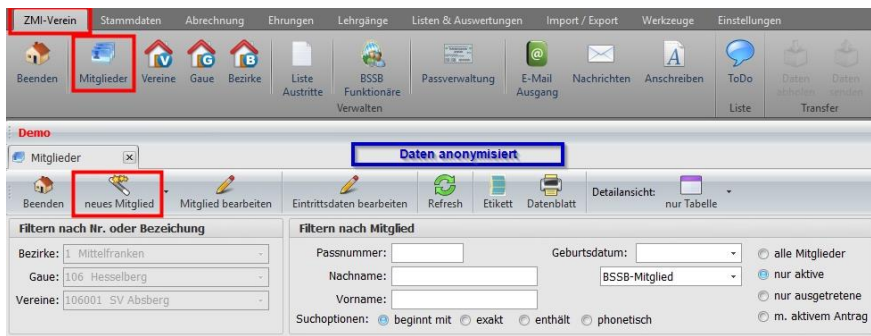 ZMI-Verein Stammdaten Abrechnung Ehrungen Lehrgänge Listen & Auswertungen Import / Export Werkzeuge Einstellungen
Beenden Mitglieder Vereine Gaue Bezirke Liste Austritte BSSB Funktionäre Passverwaltung E-Mail Ausgang Nachrichten Anschreiben ToDo Daten abholen Daten senden
Verwalten Liste Transfer
Demo
Mitglieder Daten anonymisiert
Beenden neues Mitglied Mitglied bearbeiten Eintrittsdaten bearbeiten Refresh Etikett Datenblatt Detailansicht: nur Tabelle
Filtern nach Nr. oder Bezeichung Filtern nach Mitglied
Bezirke: 1 Mittelfranken Passnummer: Geburtsdatum: alle Mitglieder
Gaue: 106 Hesselberg Nachname: BSSB-Mitglied nur aktive
Vereine: 106001 SV Absberg Vorname: nur ausgetretene
Suchoptionen: beginnt mit exakt enthält phonetisch m. aktivem Antrag